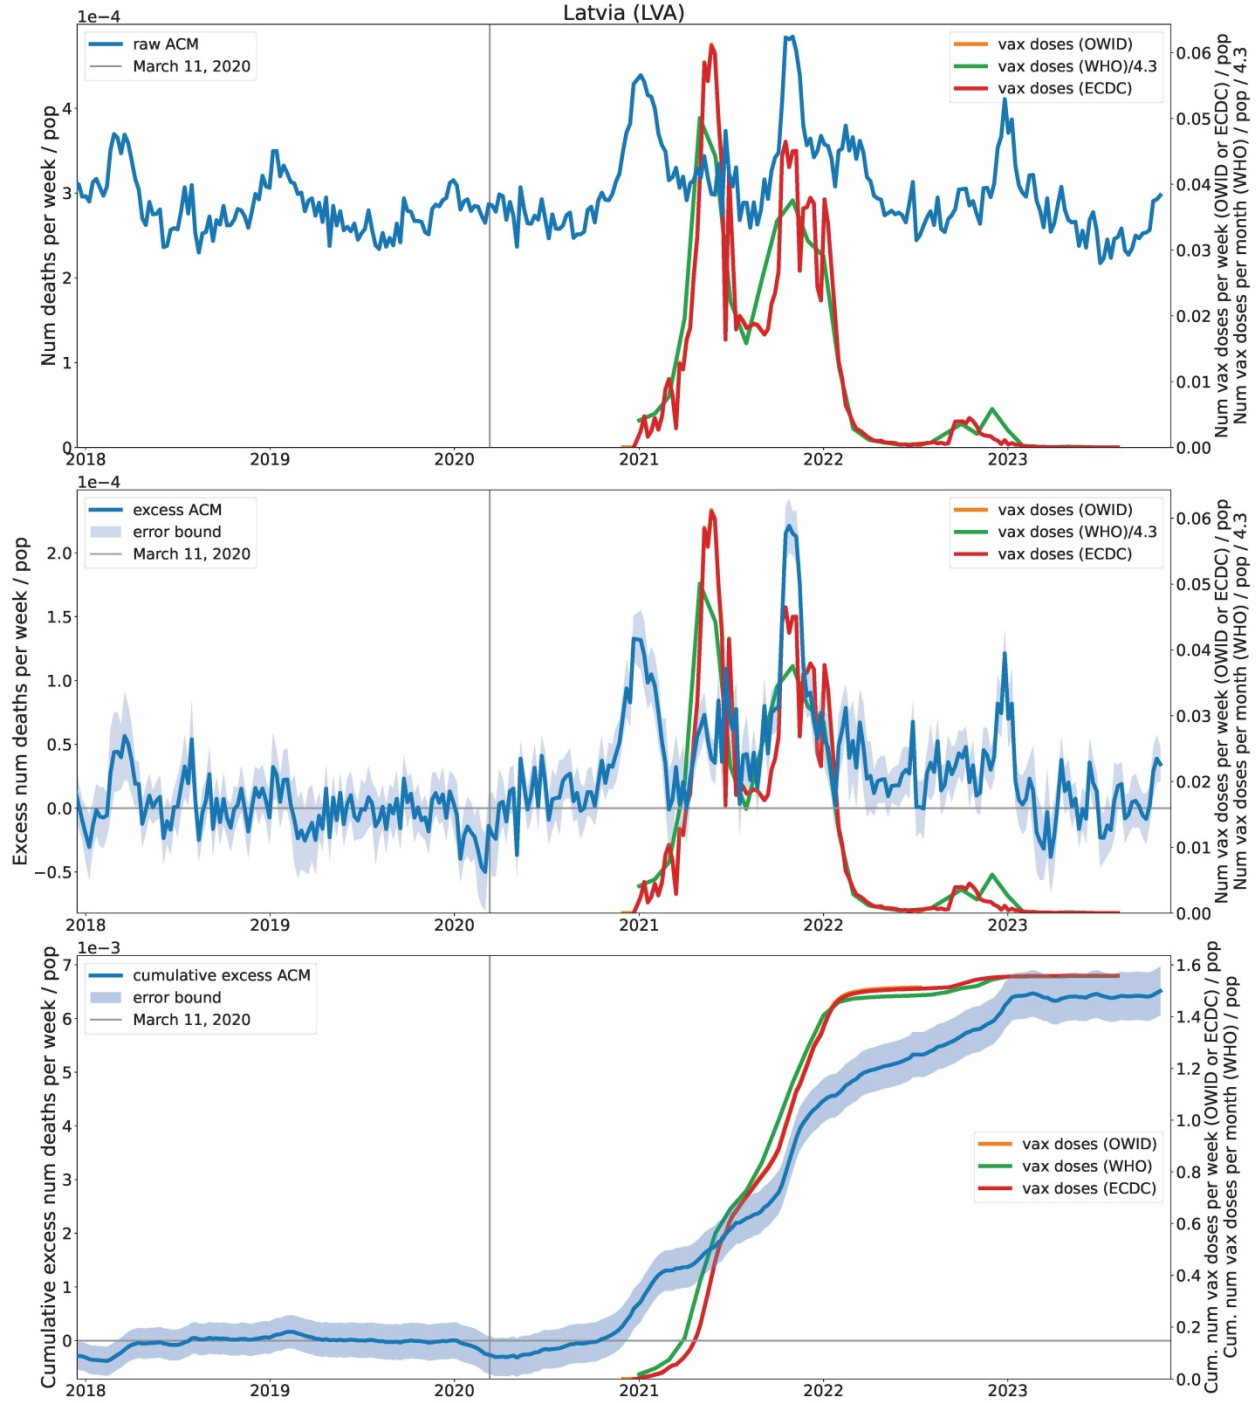 Latvia (LVA)
1e−4
raw ACM
March 11, 2020
vax doses (OWID)
vax doses (WHO)/4.3
vax doses (ECDC)
Num deaths per week / pop
4
3
2
1
0
0.06
0.05
0.04
0.03
0.02
0.01
0.00
Num vax doses per week (OWID or ECDC) / pop
Num vax doses per month (WHO) / pop / 4.3
2018 2019 2020 2021 2022 2023
1e−4
excess ACM
error bound
March 11, 2020
vax doses (OWID)
vax doses (WHO)/4.3
vax doses (ECDC)
Excess num deaths per week / pop
2.0
1.5
1.0
0.5
0.0
−0.5
0.06
0.05
0.04
0.03
0.02
0.01
0.00
Num vax doses per week (OWID or ECDC) / pop
Num vax doses per month (WHO) / pop / 4.3
2018 2019 2020 2021 2022 2023
1e−3
cumulative excess ACM
error bound
March 11, 2020
vax doses (OWID)
vax doses (WHO)
vax doses (ECDC)
Cumulative excess num deaths per week / pop
7
6
5
4
3
2
1
0
1.6
1.4
1.2
1.0
0.8
0.6
0.4
0.2
0.0
Cum. num vax doses per week (OWID or ECDC) / pop
Cum. num vax doses per month (WHO) / pop
2018 2019 2020 2021 2022 2023